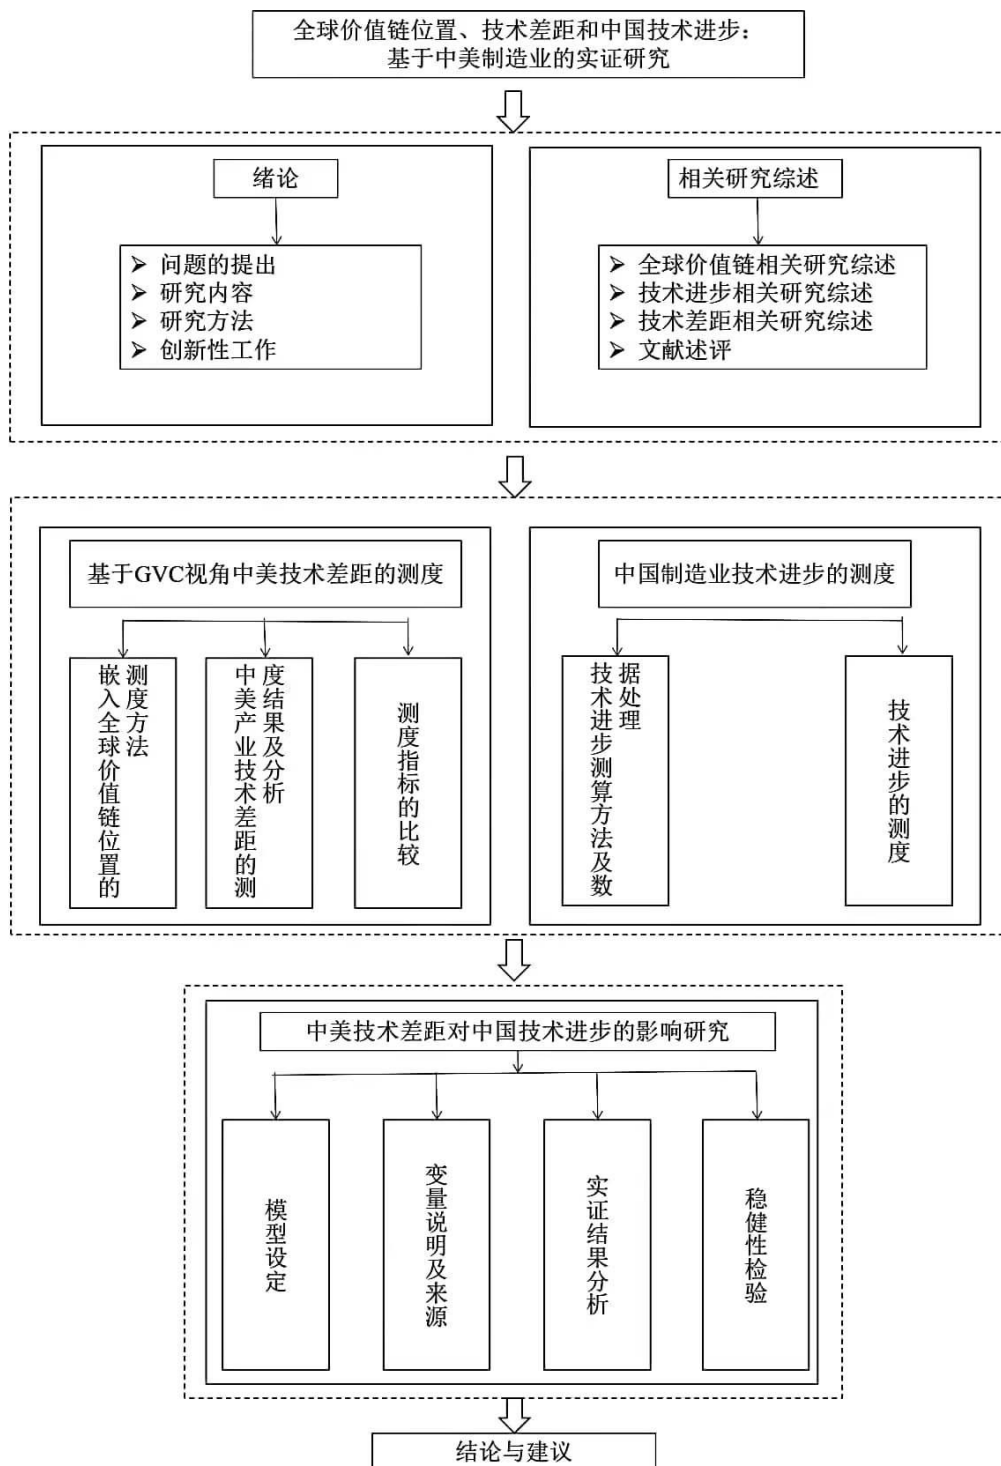 全球价值链位置、技术差距和中国技术进步：
基于中美制造业的实证研究
绪论
➢ 问题的提出
➢ 研究内容
➢ 研究方法
➢ 创新性工作
相关研究综述
➢ 全球价值链相关研究综述
➢ 技术进步相关研究综述
➢ 技术差距相关研究综述
➢ 文献述评
基于GVC视角中美技术差距的测度
嵌入全球价值链位置的
测度方法
中美产业技术差距的测
度结果及分析
测度指标的比较
中国制造业技术进步的测度
技术进步测算方法及数
据处理
技术进步的测度
中美技术差距对中国技术进步的影响研究
模型设定
变量说明及来源
实证结果分析
稳健性检验
结论与建议